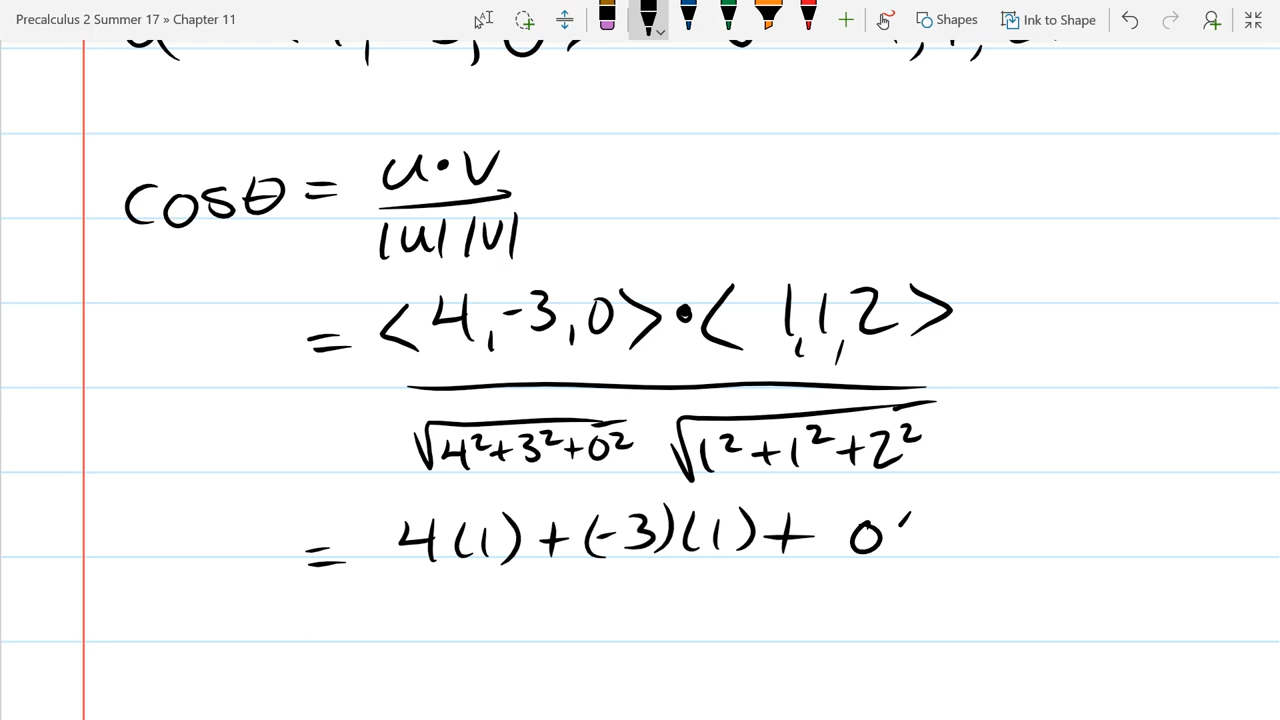 Precalculus 2 Summer 17 » Chapter 11
Shapes
Ink to Shape
cosθ = u•v
|u| |v|
= < 4, -3, 0 > • < 1, 1, 2 >
√4²+3²+0² √1²+1²+2²
= 4(1) + (-3)(1) + 0